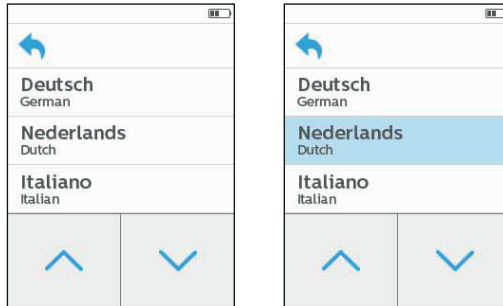 Deutsch
German
Nederlands
Dutch
Italiano
Italian
Deutsch
German
Nederlands
Dutch
Italiano
Italian